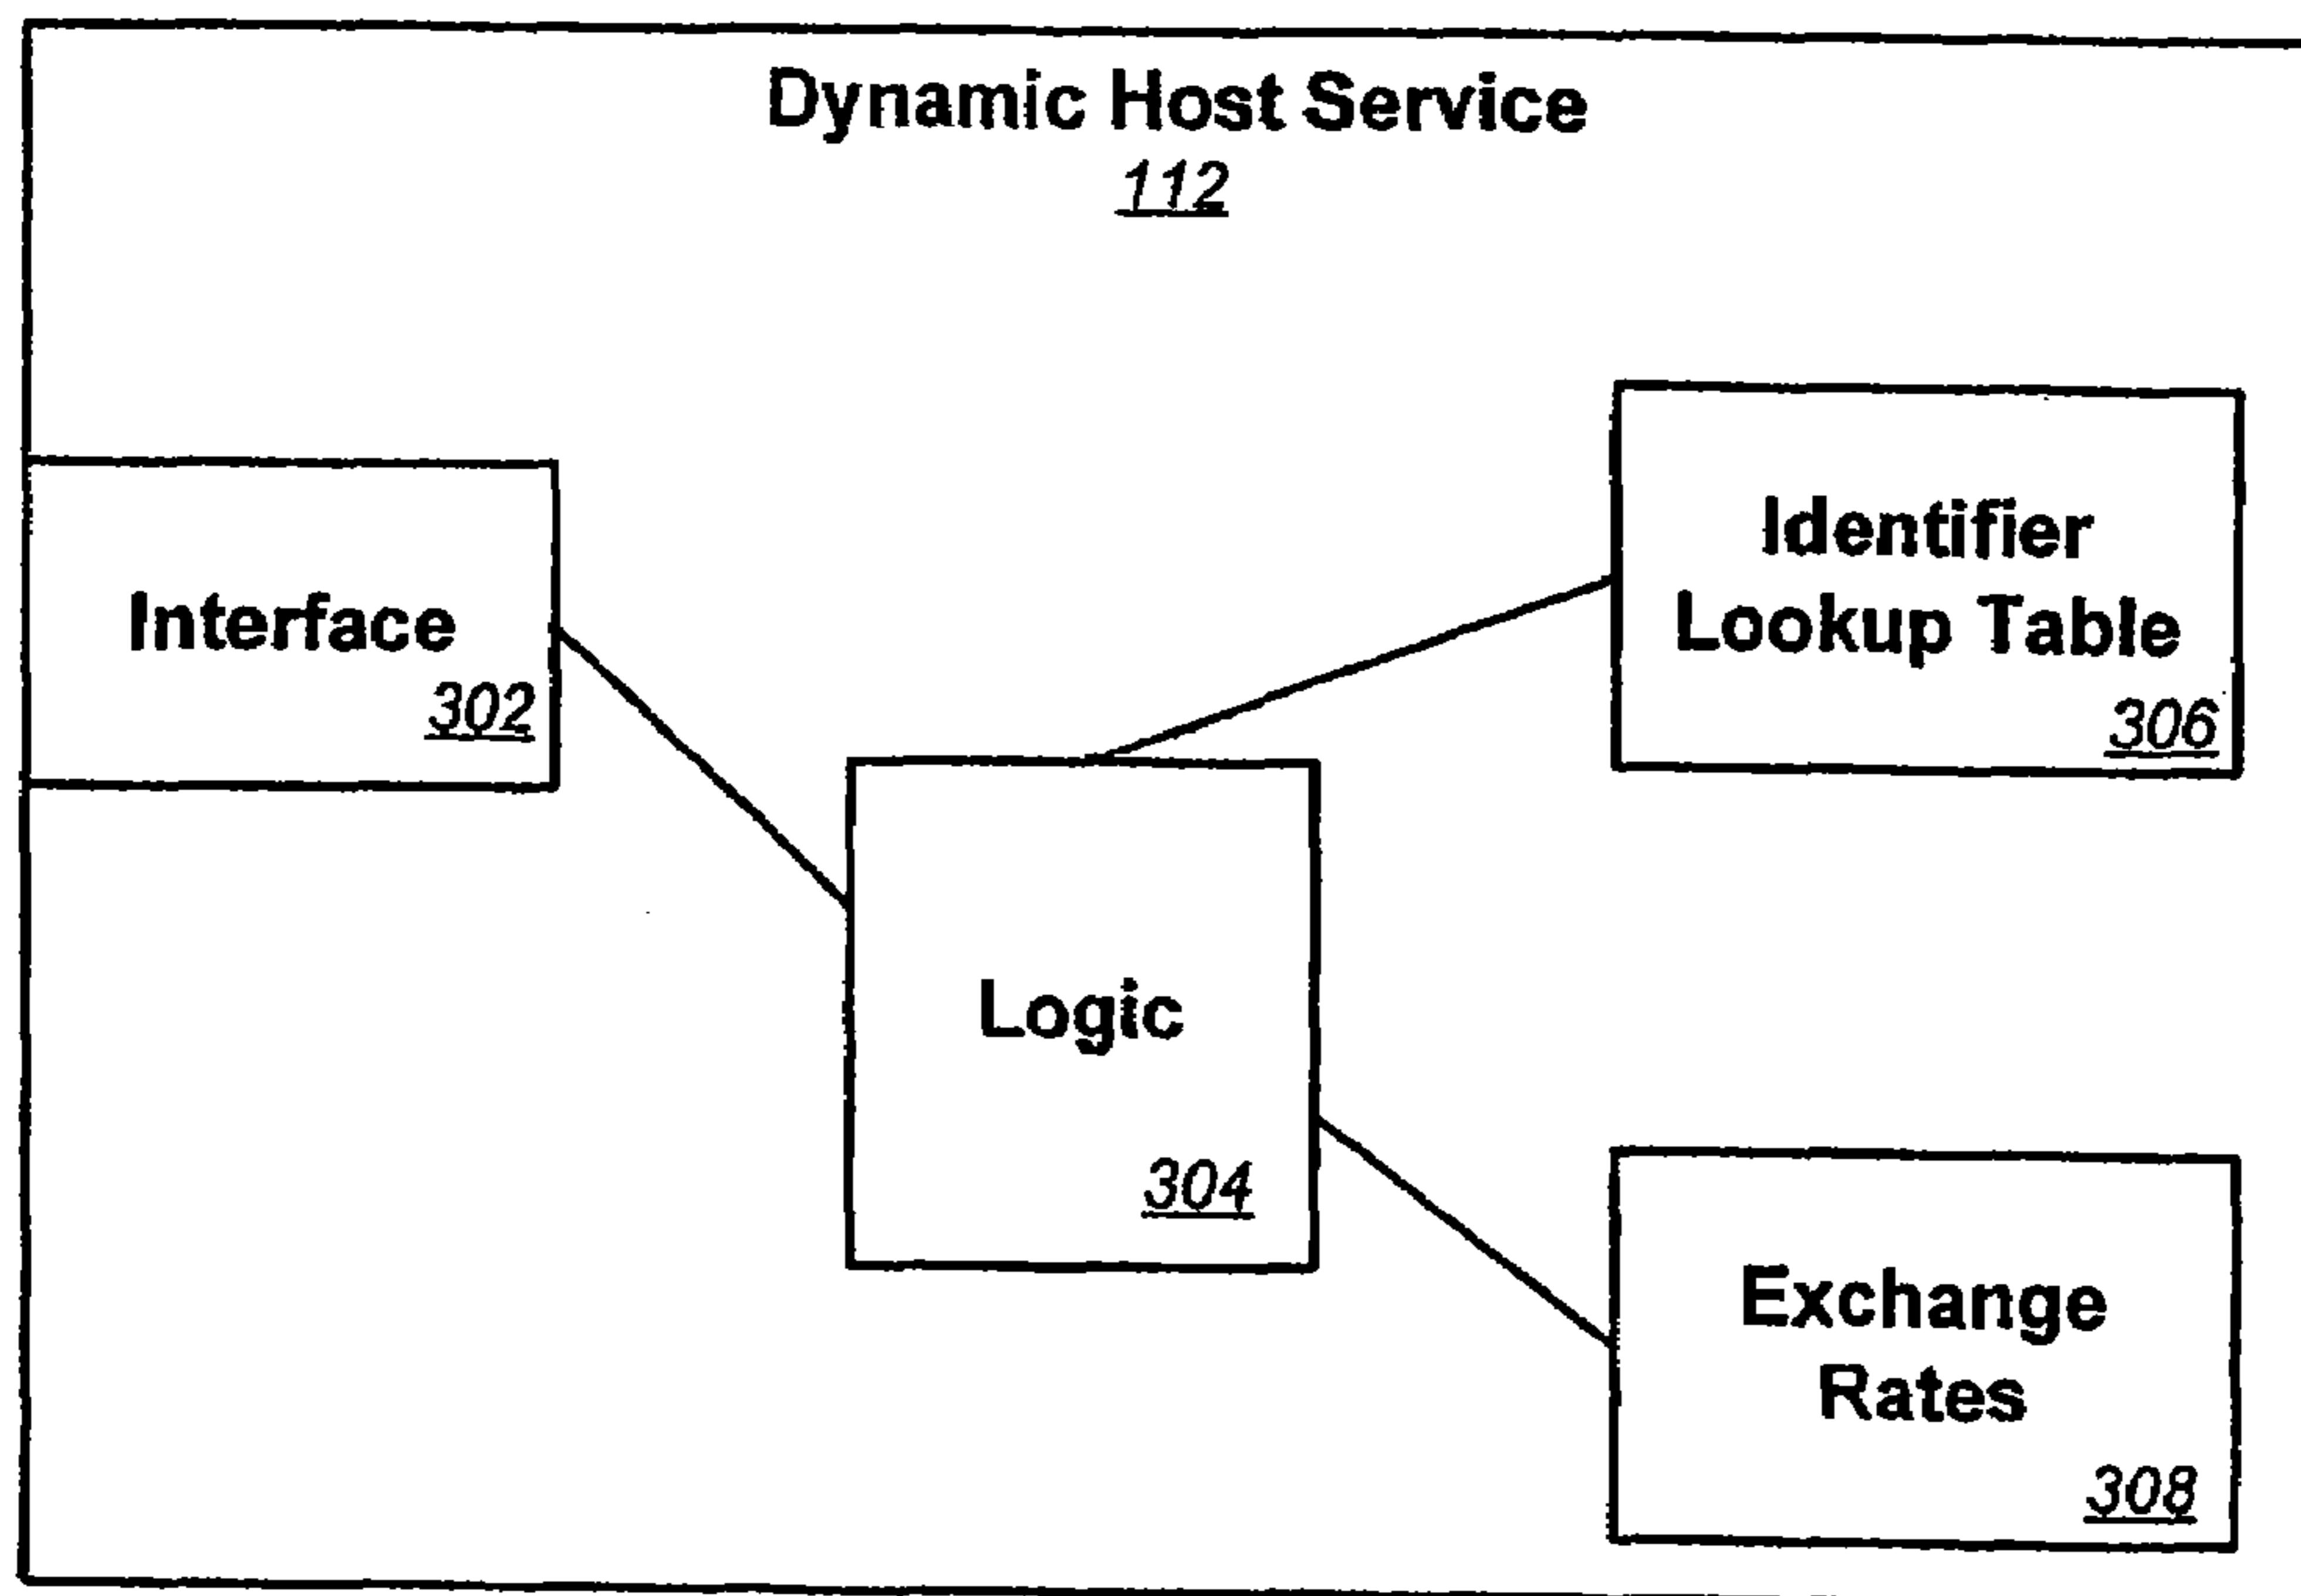 Dynamic Host Service
112
Interface
302
Identifier
Lookup Table
306
Logic
304
Exchange
Rates
308